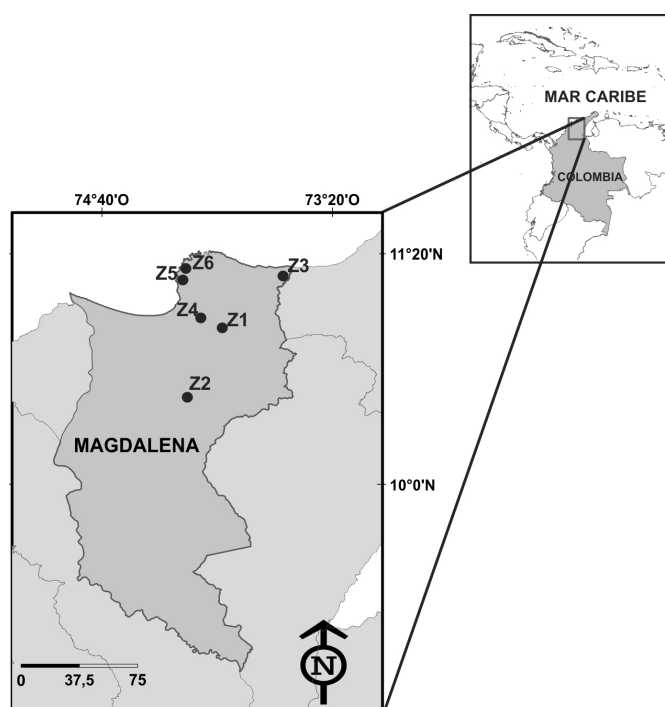 MAR CARIBE
COLOMBIA
74°40'O 73°20'O
11°20'N
Z6
Z5
Z3
Z4
Z1
Z2
MAGDALENA
10°0'N
0 37,5 75
N